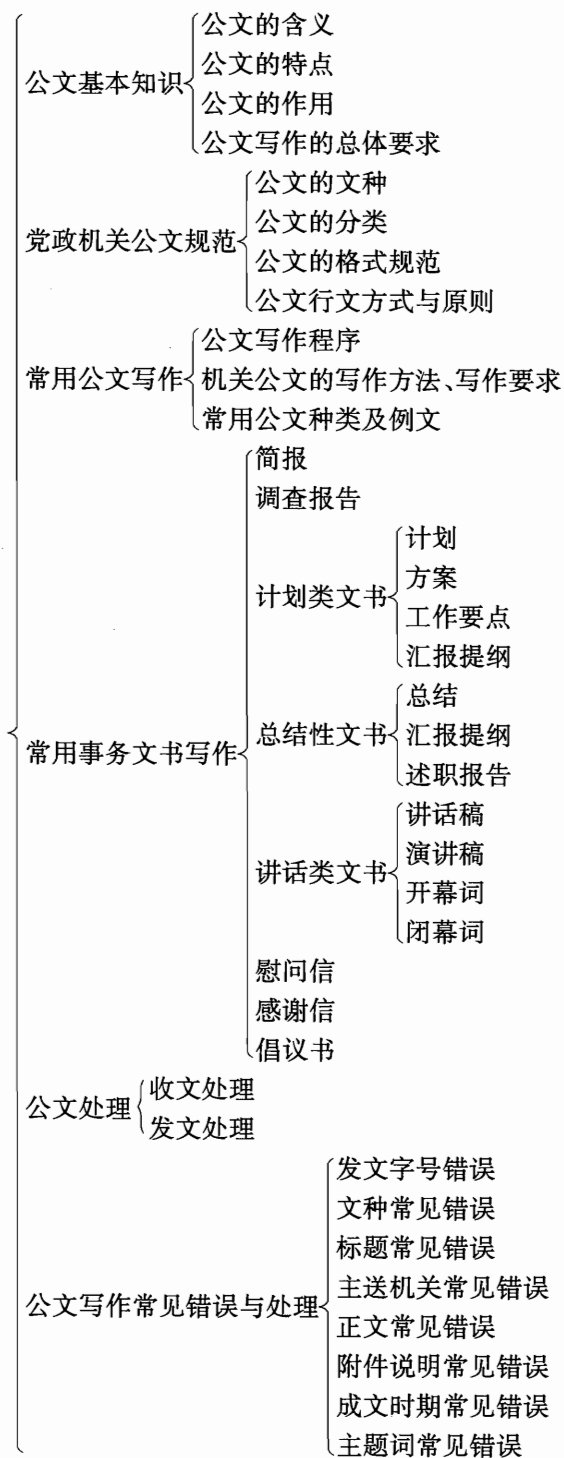 公文基本知识
公文的含义
公文的特点
公文的作用
公文写作的总体要求
党政机关公文规范
公文的文种
公文的分类
公文的格式规范
公文行文方式与原则
常用公文写作
公文写作程序
机关公文的写作方法、写作要求
常用公文种类及例文
常用事务文书写作
简报
调查报告
计划类文书
计划
方案
工作要点
汇报提纲
总结性文书
总结
汇报提纲
述职报告
讲话类文书
讲话稿
演讲稿
开幕词
闭幕词
慰问信
感谢信
倡议书
公文处理
收文处理
发文处理
公文写作常见错误与处理
发文字号错误
文种常见错误
标题常见错误
主送机关常见错误
正文常见错误
附件说明常见错误
成文时期常见错误
主题词常见错误